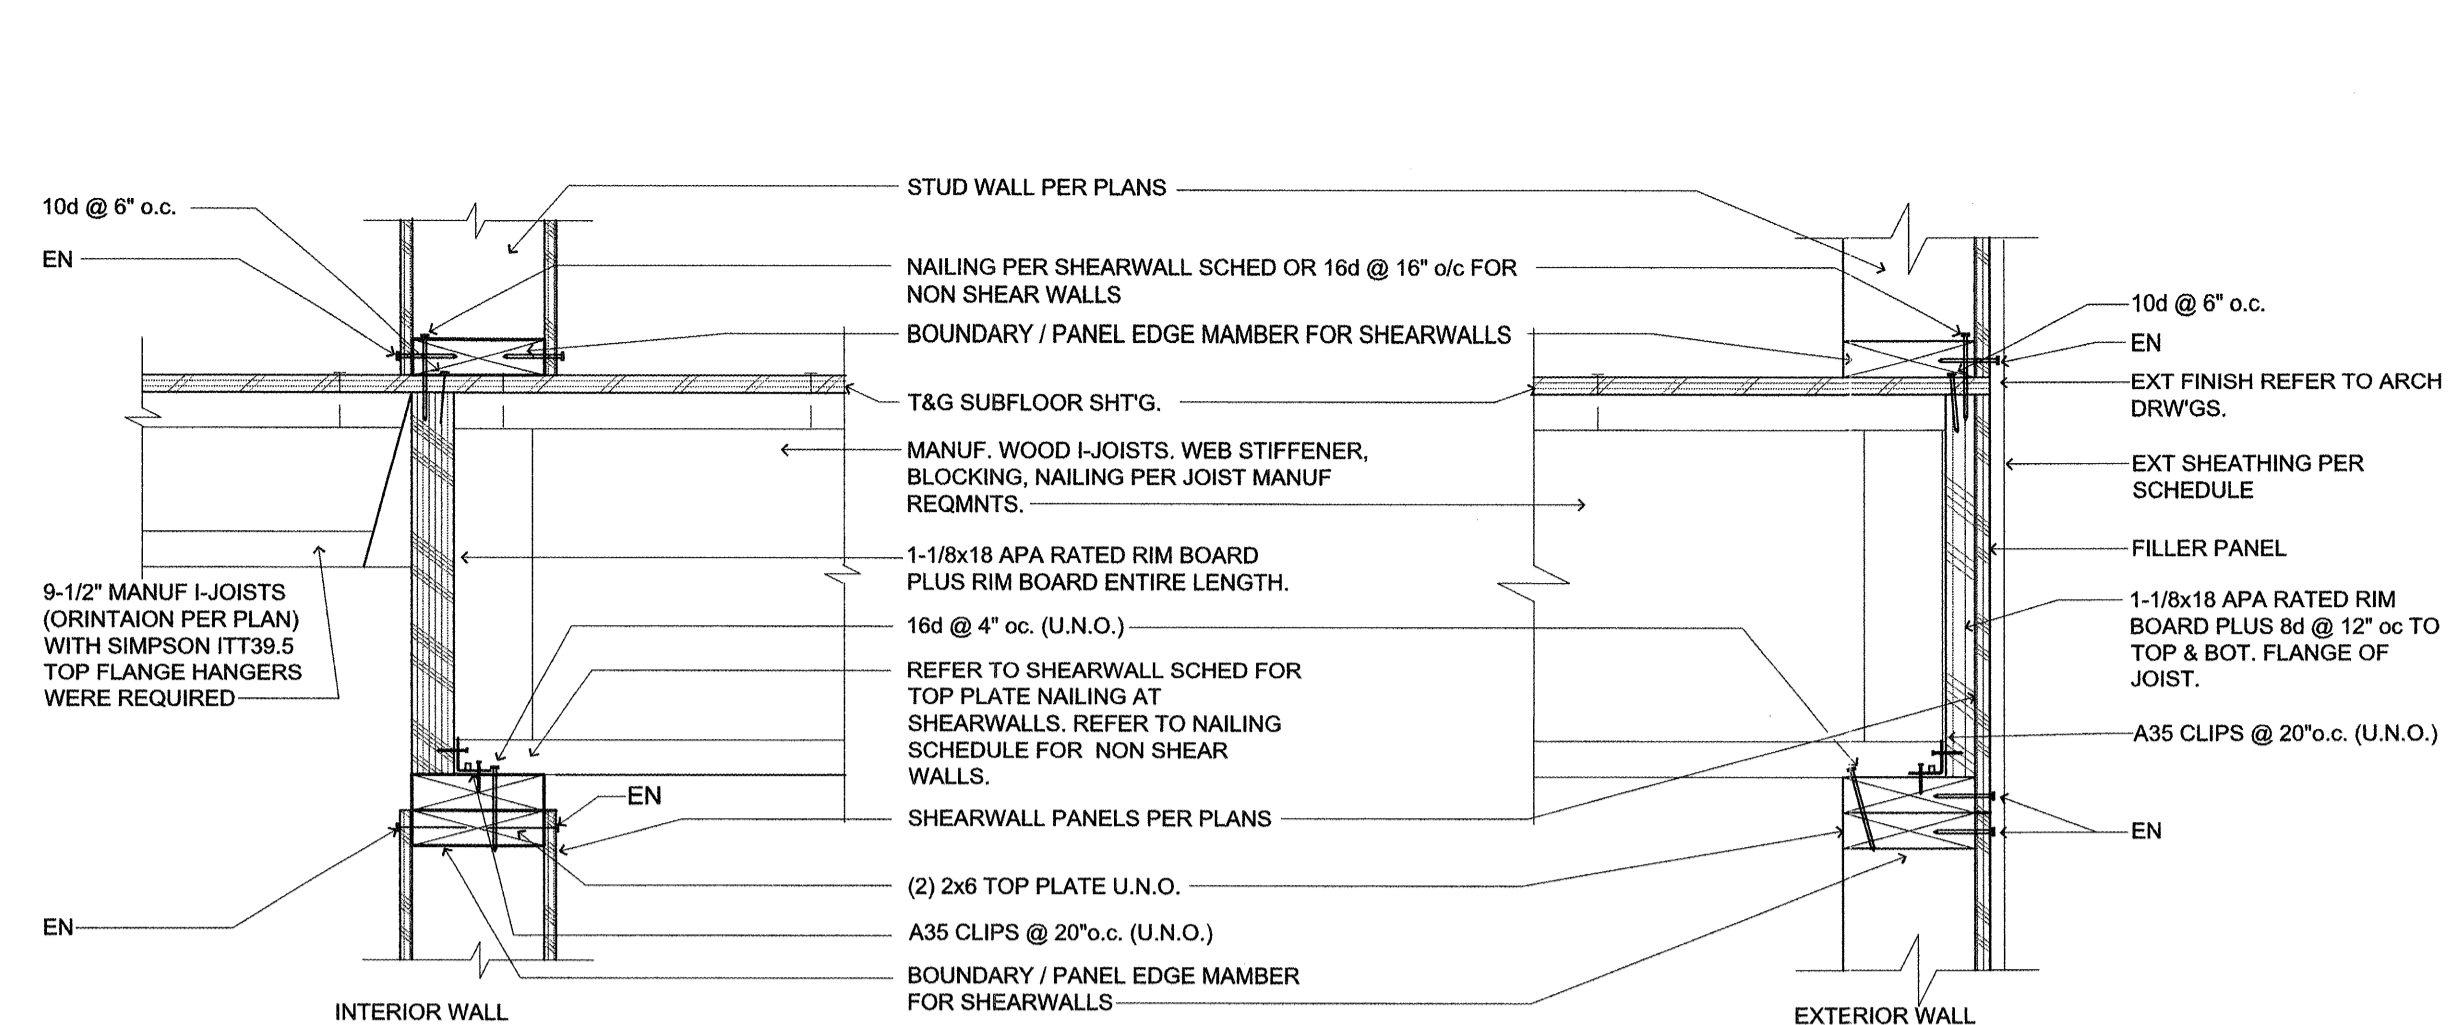 10d @ 6" o.c.
EN
9-1/2" MANUF I-JOISTS
(ORINTAION PER PLAN)
WITH SIMPSON ITT39.5
TOP FLANGE HANGERS
WERE REQUIRED
EN
INTERIOR WALL
EN
STUD WALL PER PLANS
NAILING PER SHEARWALL SCHED OR 16d @ 16" o/c FOR
NON SHEAR WALLS
BOUNDARY / PANEL EDGE MAMBER FOR SHEARWALLS
T&G SUBFLOOR SHT'G.
MANUF. WOOD I-JOISTS. WEB STIFFENER,
BLOCKING, NAILING PER JOIST MANUF
REQMNTS.
1-1/8x18 APA RATED RIM BOARD
PLUS RIM BOARD ENTIRE LENGTH.
16d @ 4" oc. (U.N.O.)
REFER TO SHEARWALL SCHED FOR
TOP PLATE NAILING AT
SHEARWALLS. REFER TO NAILING
SCHEDULE FOR NON SHEAR
WALLS.
SHEARWALL PANELS PER PLANS
(2) 2x6 TOP PLATE U.N.O.
A35 CLIPS @ 20"o.c. (U.N.O.)
BOUNDARY / PANEL EDGE MAMBER
FOR SHEARWALLS
10d @ 6" o.c.
EN
EXT FINISH REFER TO ARCH
DRW'GS.
EXT SHEATHING PER
SCHEDULE
FILLER PANEL
1-1/8x18 APA RATED RIM
BOARD PLUS 8d @ 12" oc TO
TOP & BOT. FLANGE OF
JOIST.
A35 CLIPS @ 20"o.c. (U.N.O.)
EN
EXTERIOR WALL